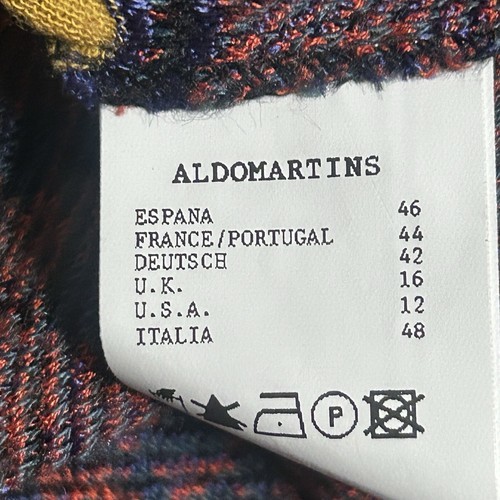 ALDOMARTINS
ESPANA 46
FRANCE/PORTUGAL 44
DEUTSCH 42
U.K. 16
U.S.A. 12
ITALIA 48
P